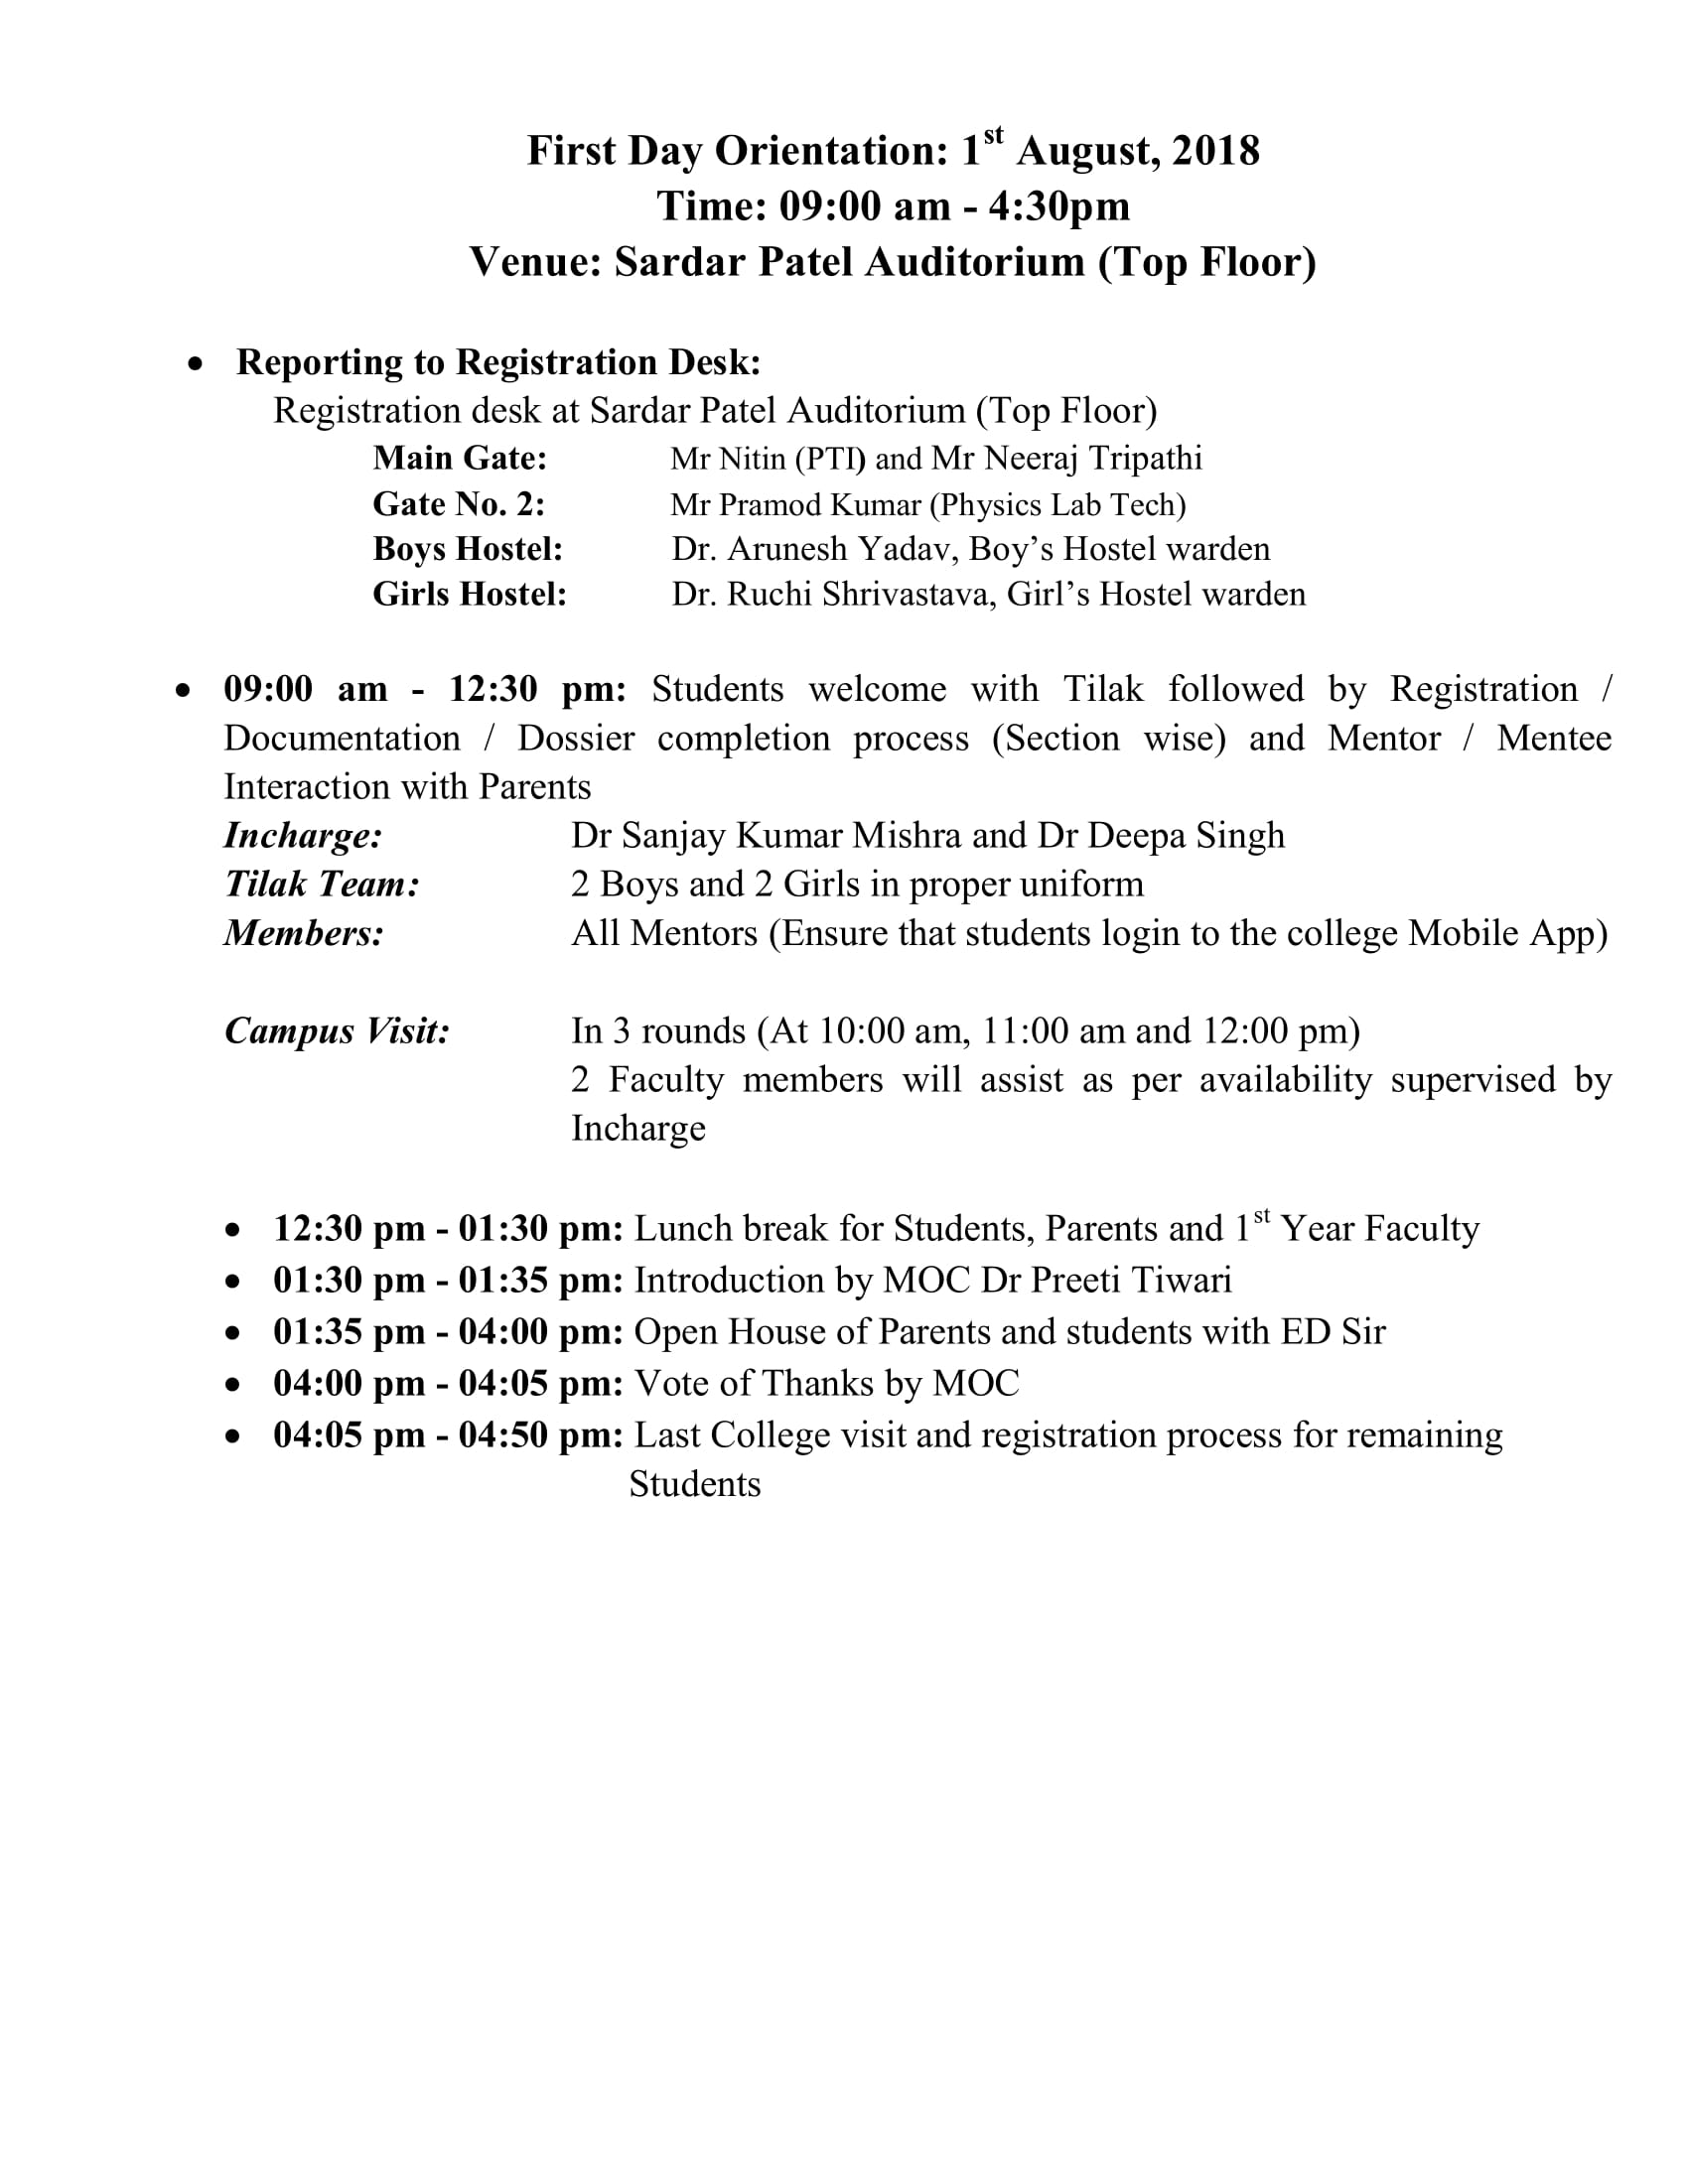 First Day Orientation: 1st August, 2018
Time: 09:00 am - 4:30pm
Venue: Sardar Patel Auditorium (Top Floor)
• Reporting to Registration Desk:
Registration desk at Sardar Patel Auditorium (Top Floor)
Main Gate: Mr Nitin (PTI) and Mr Neeraj Tripathi
Gate No. 2: Mr Pramod Kumar (Physics Lab Tech)
Boys Hostel: Dr. Arunesh Yadav, Boy’s Hostel warden
Girls Hostel: Dr. Ruchi Shrivastava, Girl’s Hostel warden
• 09:00 am - 12:30 pm: Students welcome with Tilak followed by Registration /
Documentation / Dossier completion process (Section wise) and Mentor / Mentee
Interaction with Parents
Incharge: Dr Sanjay Kumar Mishra and Dr Deepa Singh
Tilak Team: 2 Boys and 2 Girls in proper uniform
Members: All Mentors (Ensure that students login to the college Mobile App)
Campus Visit: In 3 rounds (At 10:00 am, 11:00 am and 12:00 pm)
2 Faculty members will assist as per availability supervised by
Incharge
• 12:30 pm - 01:30 pm: Lunch break for Students, Parents and 1st Year Faculty
• 01:30 pm - 01:35 pm: Introduction by MOC Dr Preeti Tiwari
• 01:35 pm - 04:00 pm: Open House of Parents and students with ED Sir
• 04:00 pm - 04:05 pm: Vote of Thanks by MOC
• 04:05 pm - 04:50 pm: Last College visit and registration process for remaining
Students